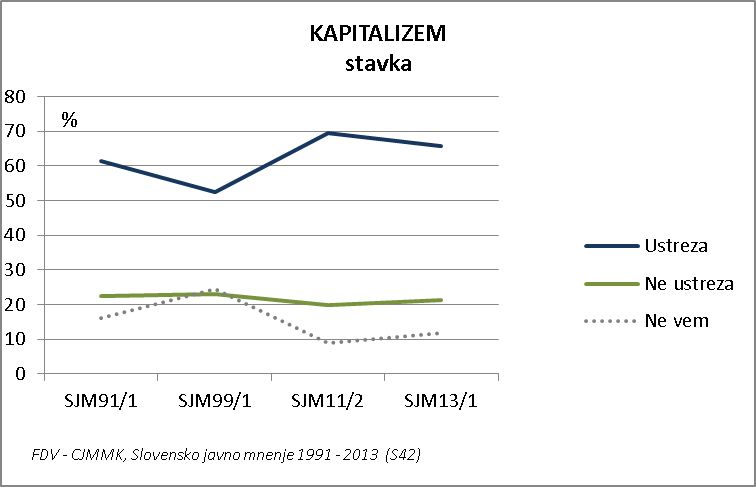 KAPITALIZEM
stavka
80
%
70
60
50
40
30
20
10
0
SJM91/1 SJM99/1 SJM11/2 SJM13/1
Ustreza
Ne ustreza
Ne vem
FDV - CJMMK, Slovensko javno mnenje 1991 - 2013 (S42)